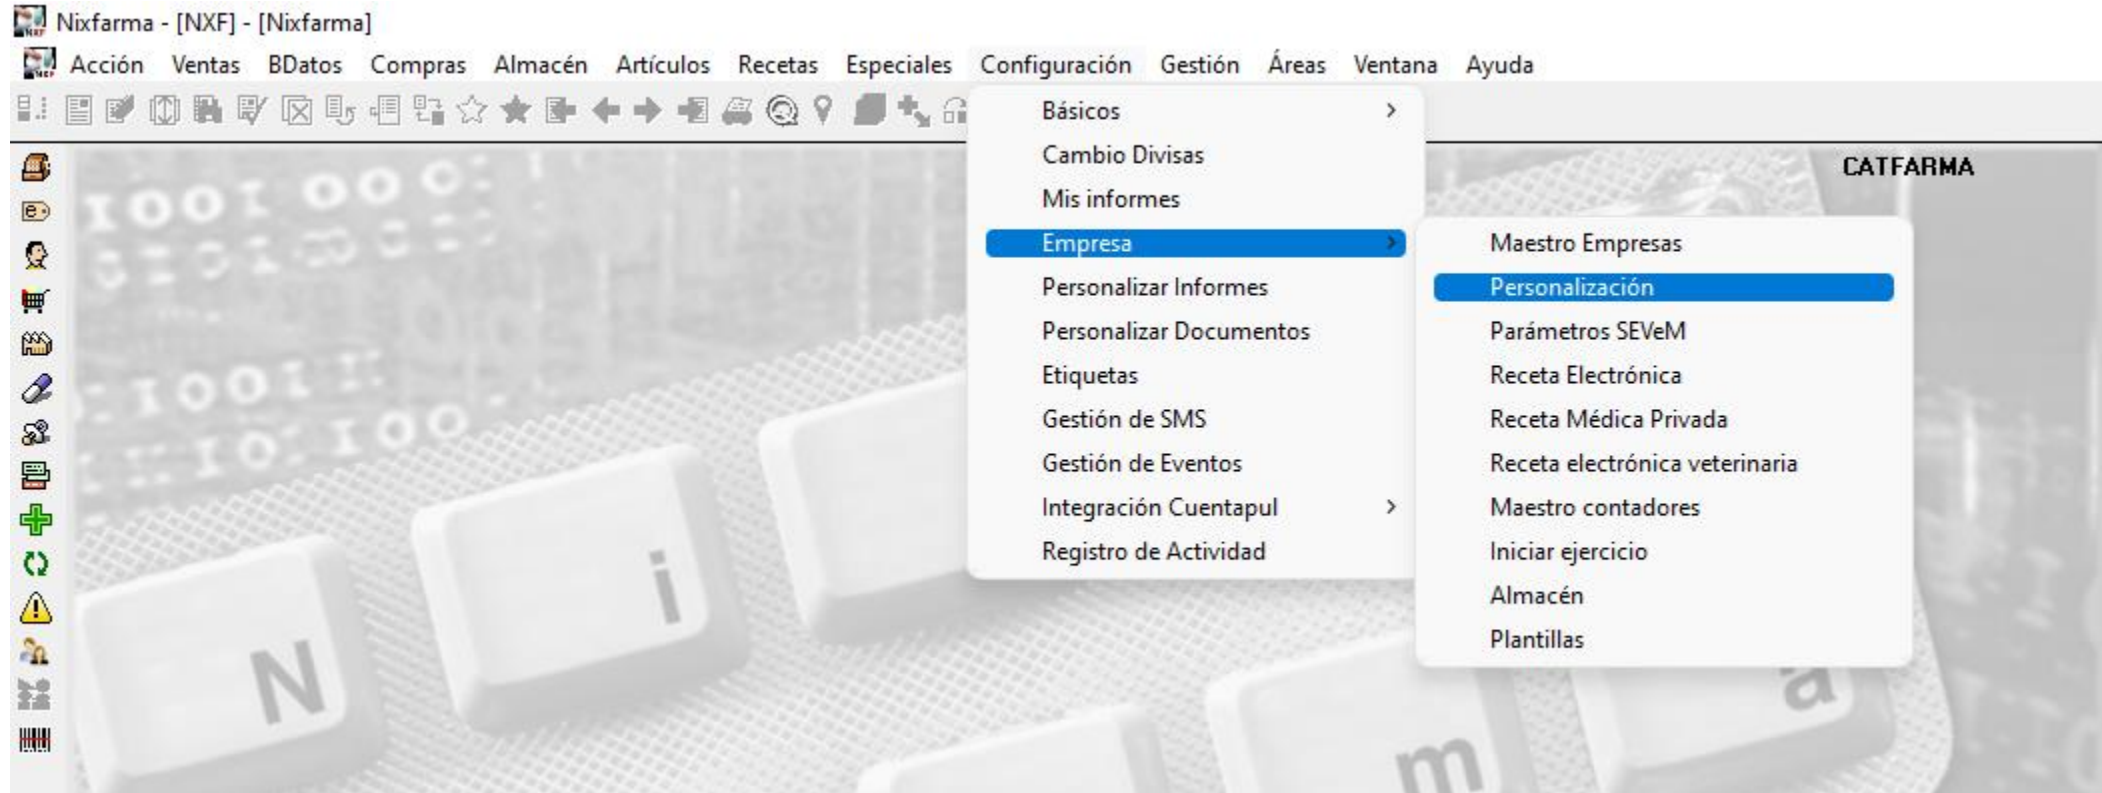 Nixfarma - [NXF] - [Nixfarma]
Acción Ventas BDatos Compras Almacén Artículos Recetas Especiales Configuración Gestión Áreas Ventana Ayuda
Básicos
Cambio Divisas
Mis informes
Empresa
Personalizar Informes
Personalizar Documentos
Etiquetas
Gestión de SMS
Gestión de Eventos
Integración Cuentapul
Registro de Actividad
CATFARMA
Maestro Empresas
Personalización
Parámetros SEVeM
Receta Electrónica
Receta Médica Privada
Receta electrónica veterinaria
Maestro contadores
Iniciar ejercicio
Almacén
Plantillas
N i
m a